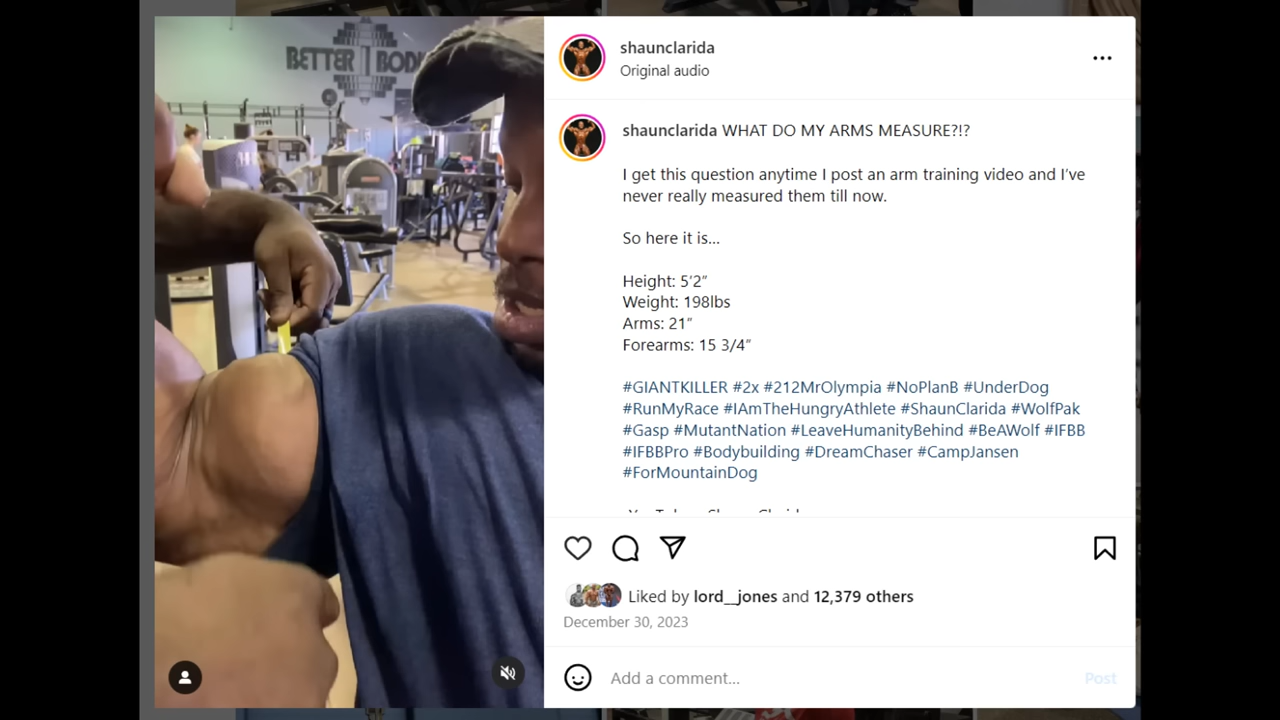 BETTER BOD
shaunclarida
Original audio
shaunclarida WHAT DO MY ARMS MEASURE?!?
I get this question anytime I post an arm training video and I've
never really measured them till now.
So here it is...
Height: 5'2”
Weight: 198lbs
Arms: 21”
Forearms: 15 3/4”
#GIANTKILLER #2x #212MrOlympia #NoPlanB #UnderDog
#RunMyRace #IAmTheHungryAthlete #ShaunClarida #WolfPak
#Gasp #MutantNation #LeaveHumanityBehind #BeAWolf #IFBB
#IFBBPro #Bodybuilding #DreamChaser #CampJansen
#ForMountainDog
Liked by lord__jones and 12,379 others
December 30, 2023
Add a comment...
Post